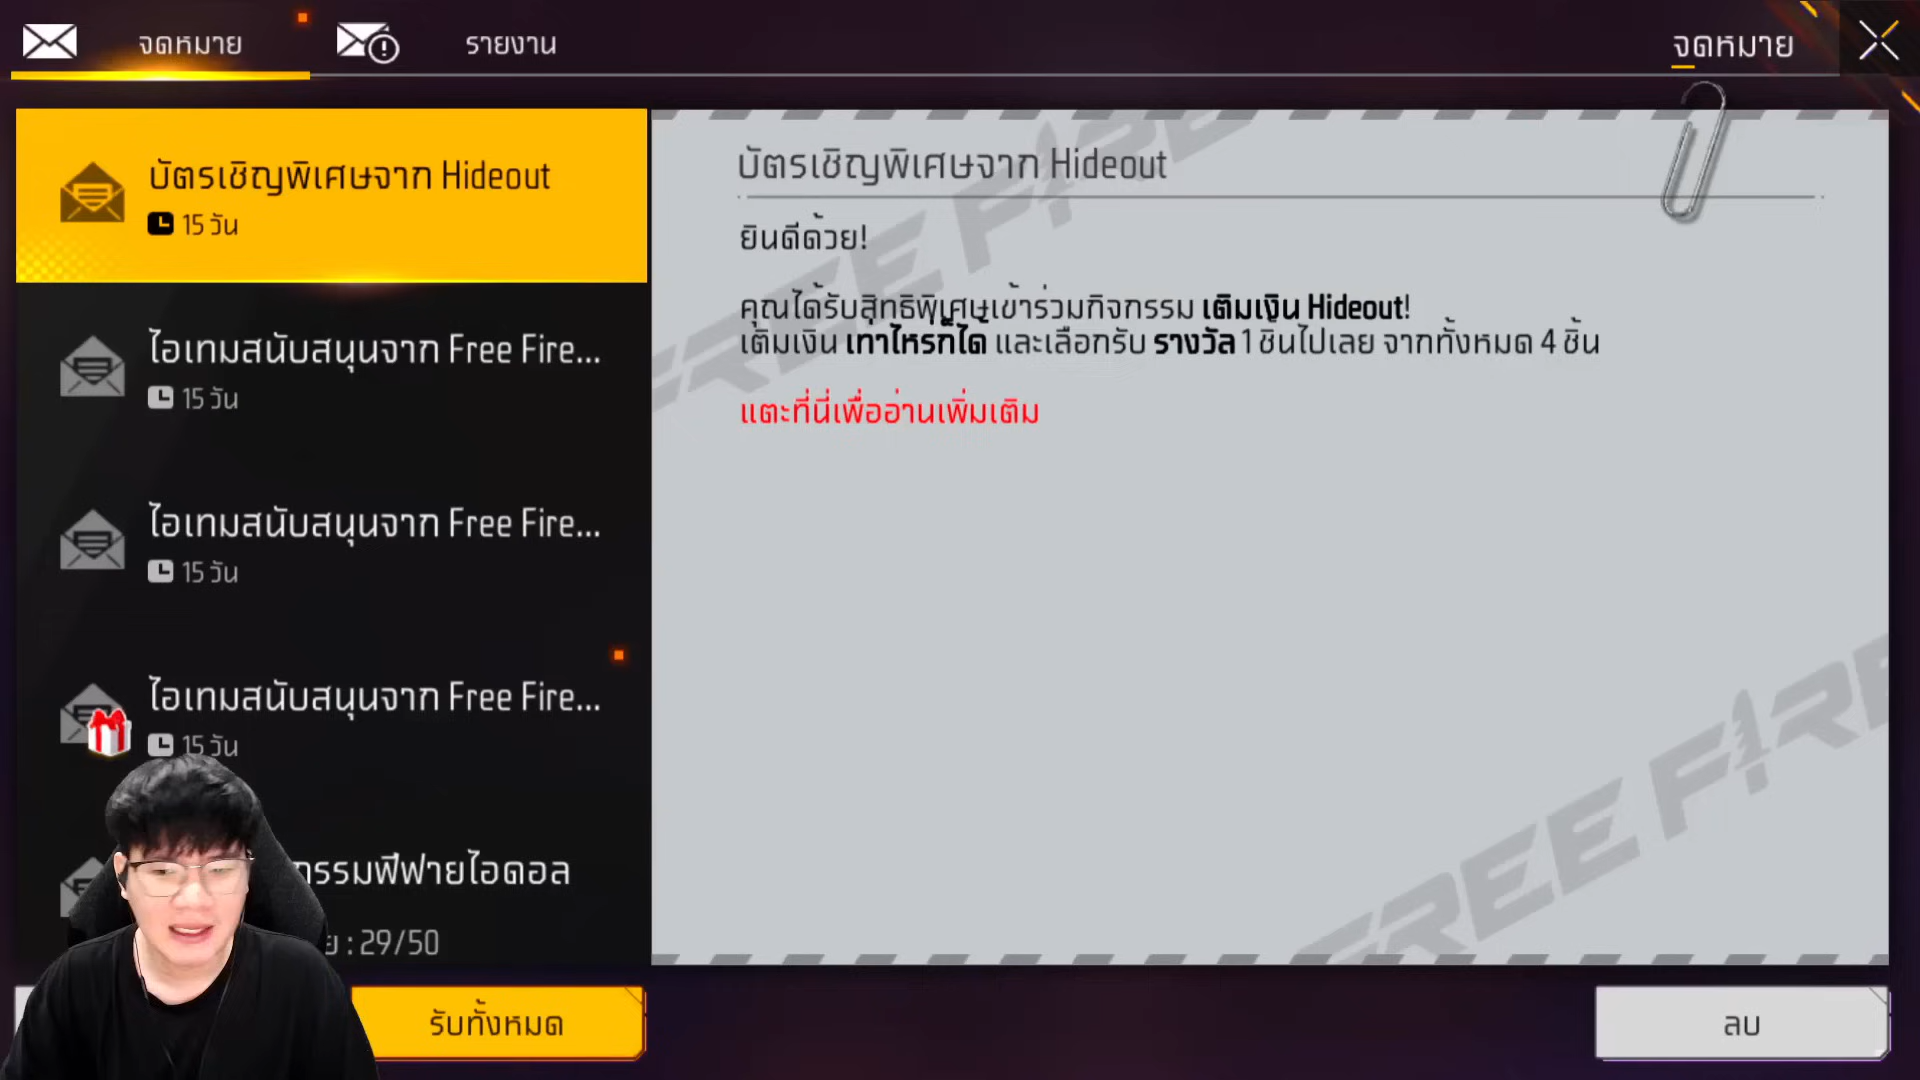 จดหมาย
รายงาน
จดหมาย
บัตรเชิญพิเศษจาก Hideout
15 วัน
ไอเทมสนับสนุนจาก Free Fire...
15 วัน
ไอเทมสนับสนุนจาก Free Fire...
15 วัน
ไอเทมสนับสนุนจาก Free Fire...
15 วัน
กรรมฟีฟายไอดอล
: 29/50
รับทั้งหมด
บัตรเชิญพิเศษจาก Hideout
ยินดีด้วย!
คุณได้รับสิทธิพิเศษเข้าร่วมกิจกรรม เติมเงิน Hideout!
เติมเงิน เท่าไหร่ก็ได้ และเลือกรับ รางวัล 1 ชิ้นไปเลย จากทั้งหมด 4 ชิ้น
แตะที่นี่เพื่ออ่านเพิ่มเติม
FREE FIRE
FREE FIRE
ลบ